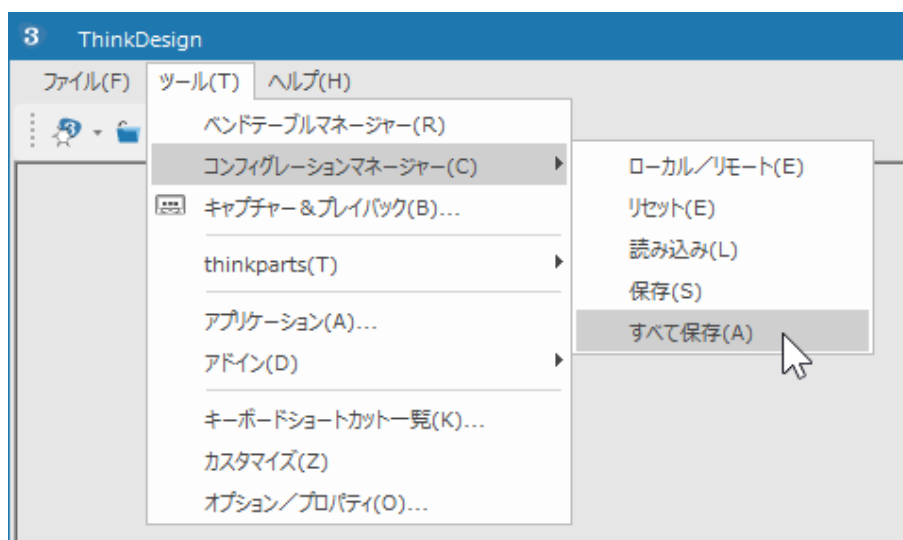 3 ThinkDesign
ファイル(F) ツール(T) ヘルプ(H)
ベンドテーブルマネージャー(R)
コンフィグレーションマネージャー(C)
キャプチャー＆プレイバック(B)...
thinkparts(T)
アプリケーション(A)...
アドイン(D)
キーボードショートカット一覧(K)...
カスタマイズ(Z)
オプション／プロパティ(O)...
ローカル／リモート(E)
リセット(E)
読み込み(L)
保存(S)
すべて保存(A)